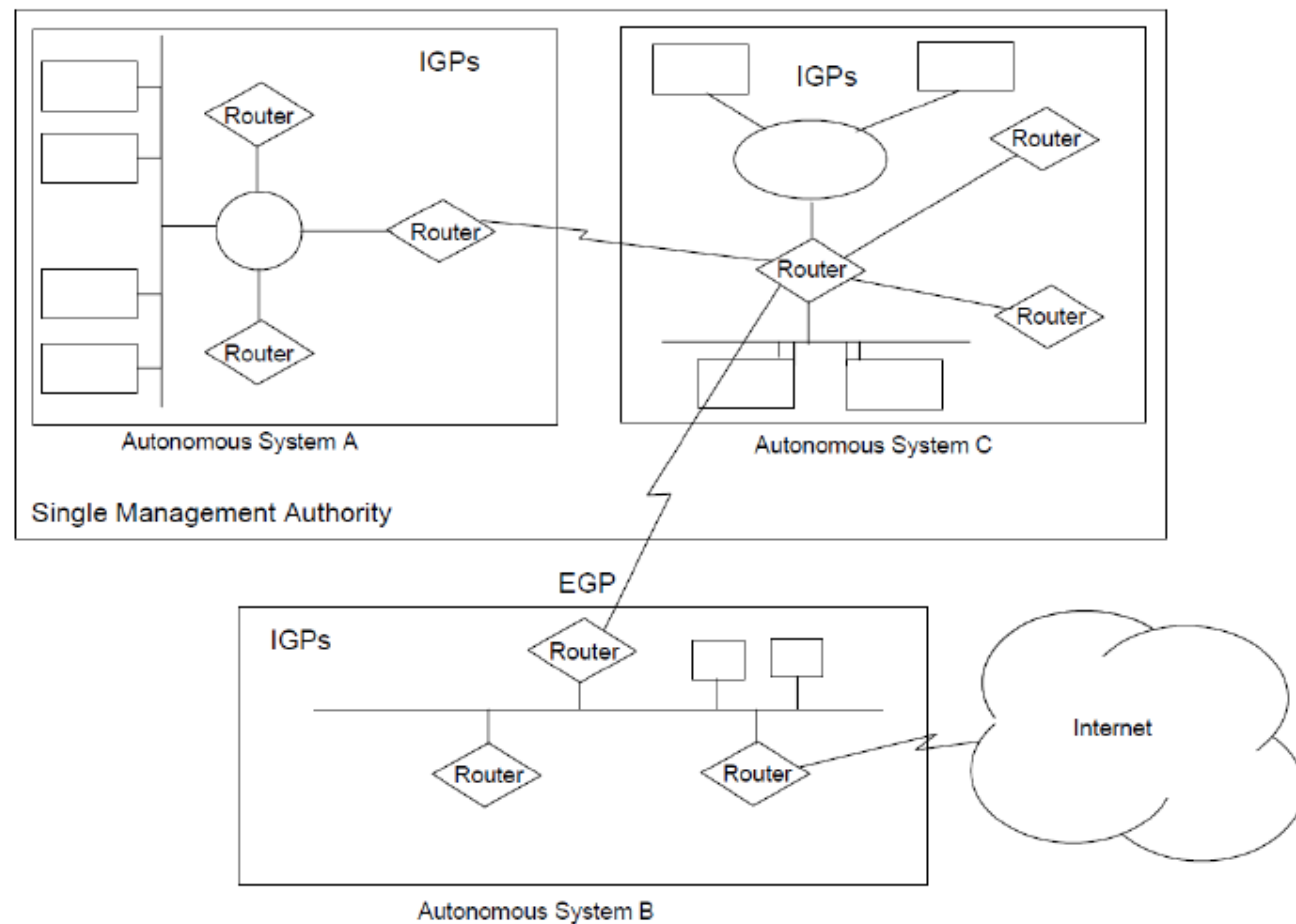 IGPs
Router
Router
Router
Autonomous System A
IGPs
Router
Router
Router
Autonomous System C
Single Management Authority
EGP
IGPs
Router
Router
Router
Internet
Autonomous System B